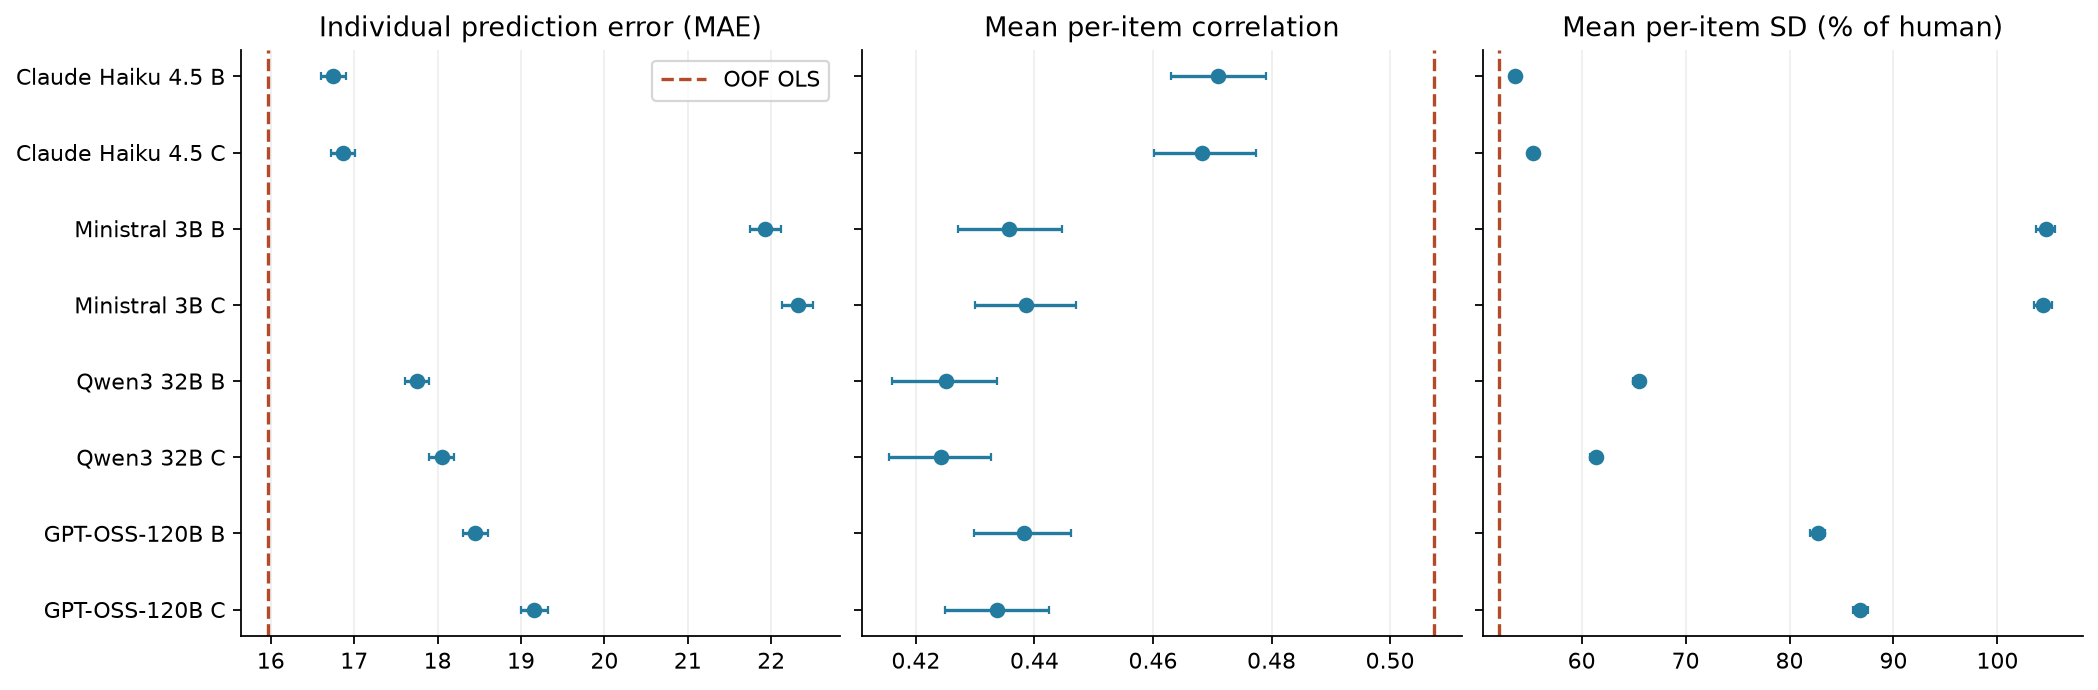 Individual prediction error (MAE)
Mean per-item correlation
Mean per-item SD (% of human)
OOF OLS
Claude Haiku 4.5 B
Claude Haiku 4.5 C
Ministral 3B B
Ministral 3B C
Qwen3 32B B
Qwen3 32B C
GPT-OSS-120B B
GPT-OSS-120B C
16 17 18 19 20 21 22
0.42 0.44 0.46 0.48 0.50
60 70 80 90 100